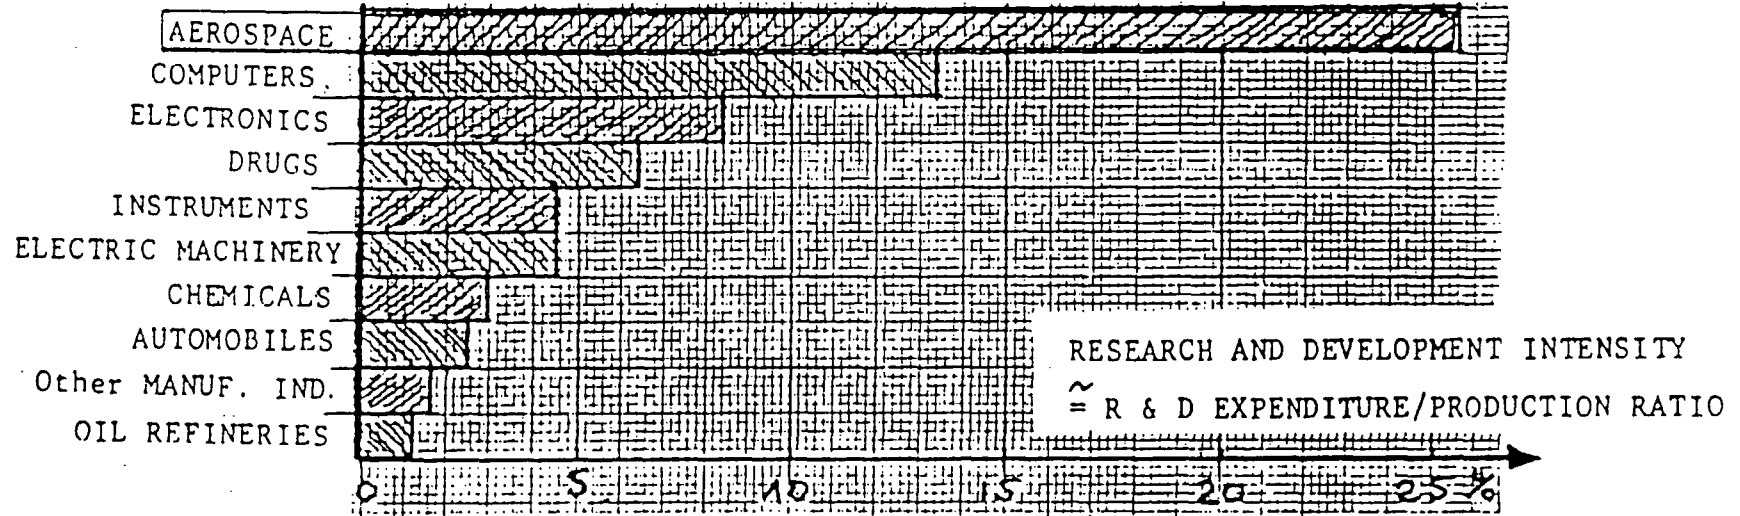 AEROSPACE
COMPUTERS.
ELECTRONICS
DRUGS
INSTRUMENTS
ELECTRIC MACHINERY
CHEMICALS
AUTOMOBILES
Other MANUF. IND.
OIL REFINERIES
RESEARCH AND DEVELOPMENT INTENSITY
≃ R & D EXPENDITURE/PRODUCTION RATIO
0 5 10 15 20 25 %